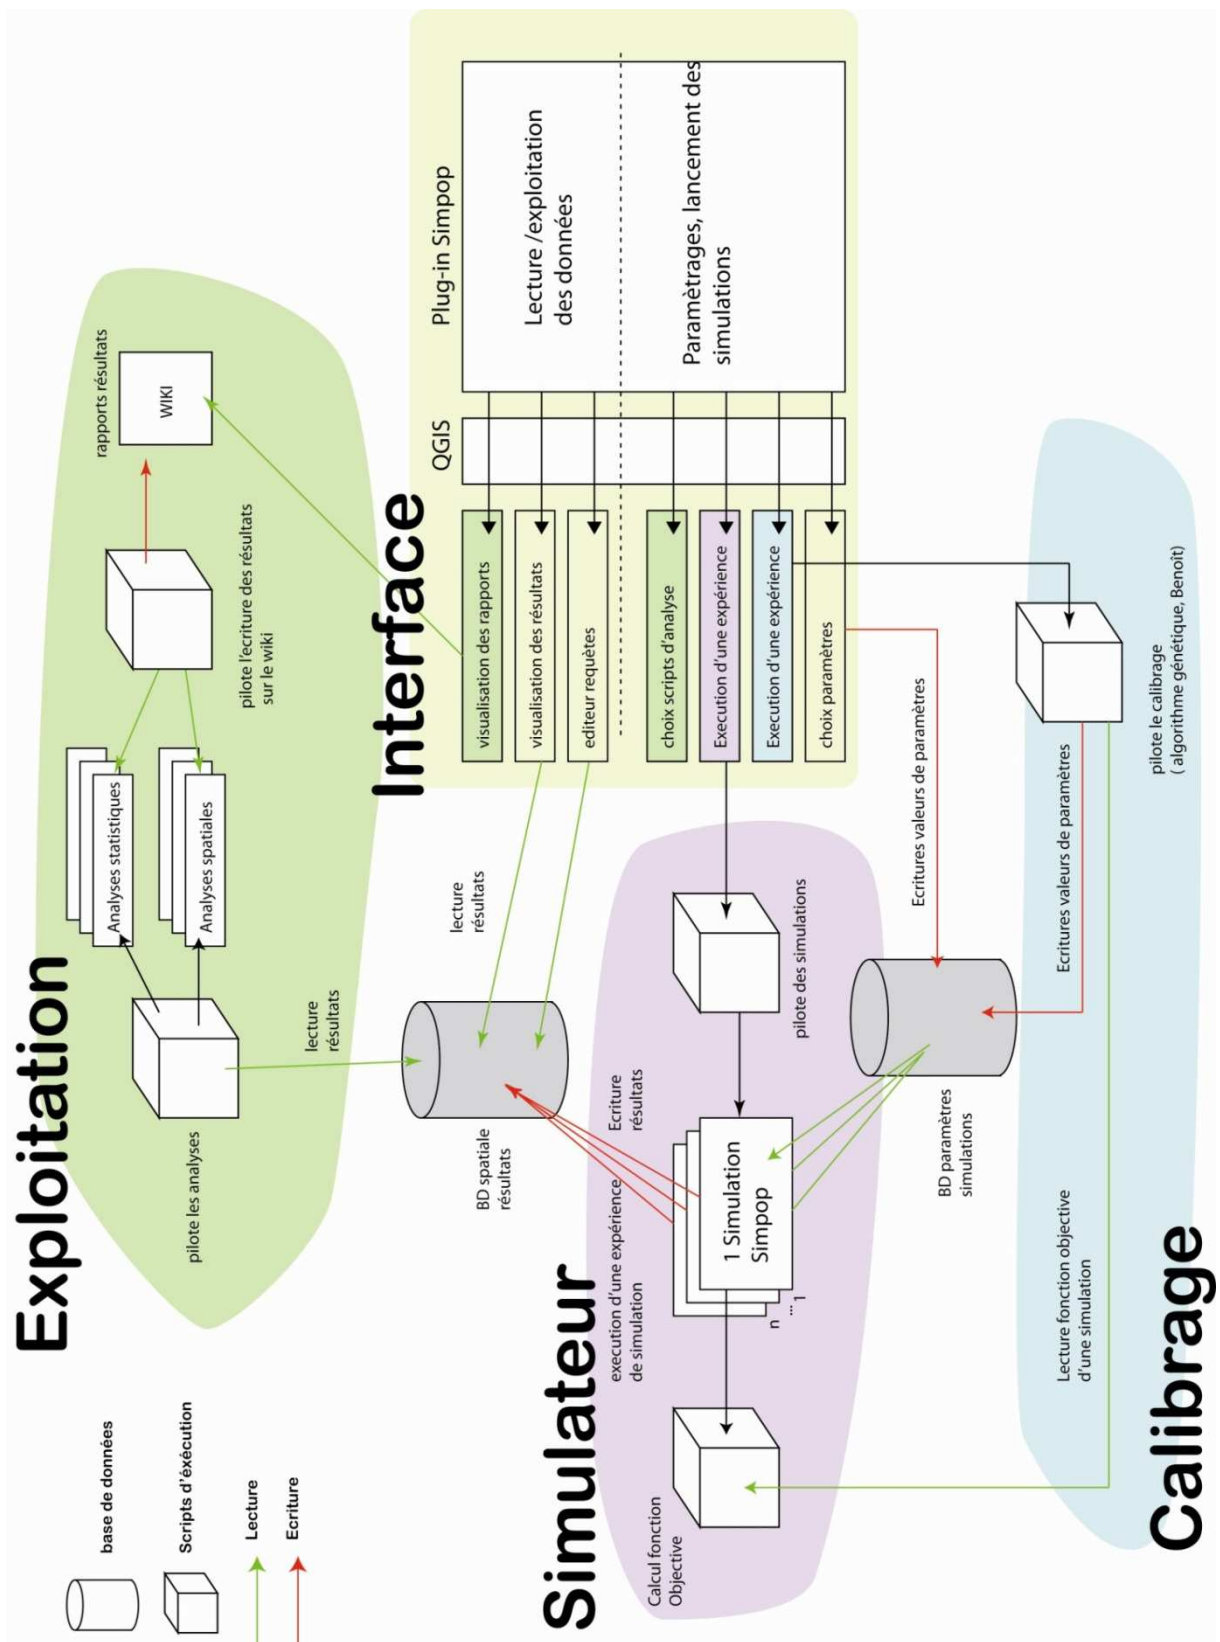 Exploitation
pilote les analyses
Analyses statistiques
Analyses spatiales
pilote l'ecriture des résultats
sur le wiki
rapports résultats
WIKI
lecture
résultats
BD spatiale
résultats
lecture
résultats
Interface
Plug-in Simpop
QGIS
Lecture /exploitation
des données
Paramètrages, lancement des
simulations
visualisation des rapports
visualisation des résultats
editeur requètes
choix scripts d'analyse
Execution d'une expérience
Execution d'une expérience
choix paramètres
Simulateur
Calcul fonction
Objective
execution d'une expérience
de simulation
Ecriture
résultats
1 Simulation
Simpop
n
...
1
pilote des simulations
BD paramètres
simulations
Ecritures valeurs de paramètres
Calibrage
Lecture fonction objective
d'une simulation
Ecritures valeurs de paramètres
pilote le calibrage
( algorithme génétique, Benoît)
base de données
Scripts d'éxécution
Lecture
Ecriture